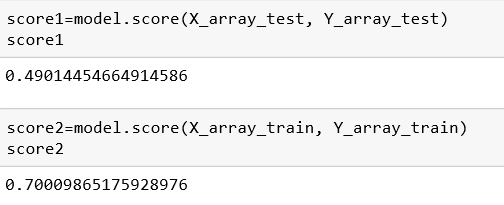 score1=model.score(X_array_test, Y_array_test)
score1
0.49014454664914586
score2=model.score(X_array_train, Y_array_train)
score2
0.70009865175928976